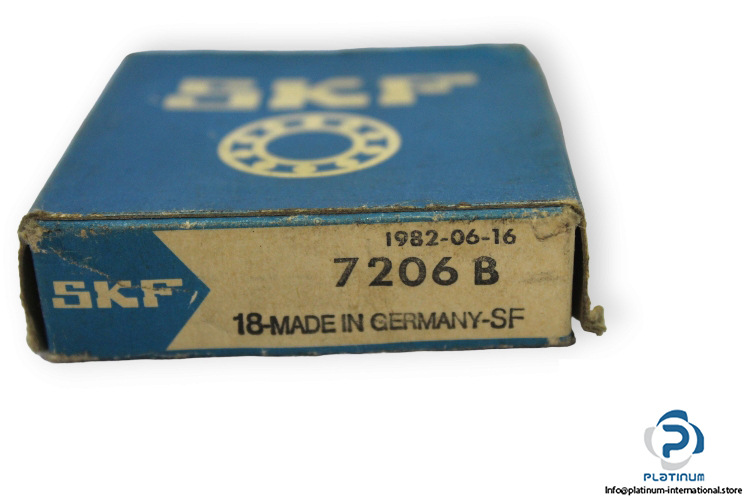 SKF
1982-06-16
7206 B
SKF
18-MADE IN GERMANY-SF
PLATINUM
Info@platinum-international.store